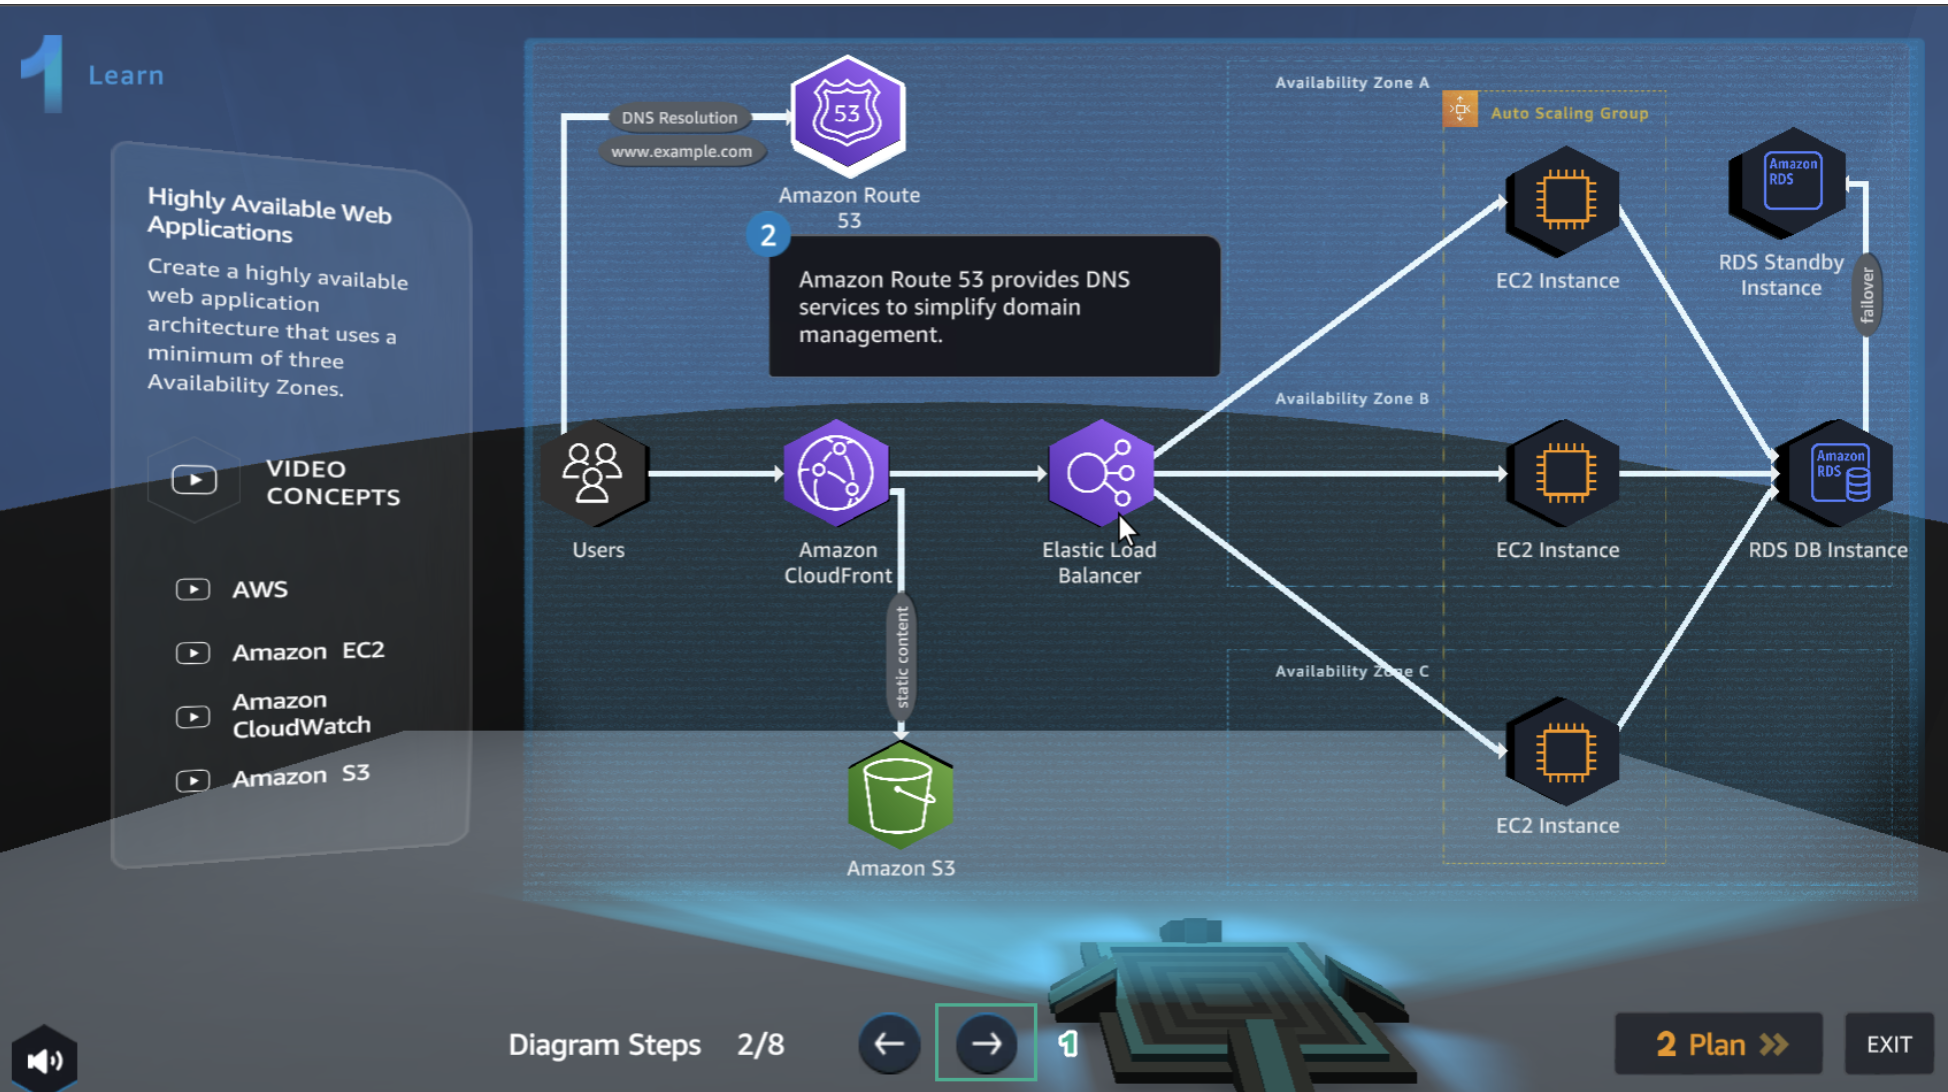 1 Learn
Highly Available Web
Applications
Create a highly available
web application
architecture that uses a
minimum of three
Availability Zones.
VIDEO
CONCEPTS
AWS
Amazon EC2
Amazon
CloudWatch
Amazon S3
DNS Resolution
www.example.com
53
Amazon Route
53
2
Amazon Route 53 provides DNS
services to simplify domain
management.
Users
Amazon
CloudFront
static content
Amazon S3
Elastic Load
Balancer
Availability Zone A
Auto Scaling Group
EC2 Instance
Amazon
RDS
RDS Standby
Instance
failover
Availability Zone B
EC2 Instance
Amazon
RDS
RDS DB Instance
Availability Zone C
EC2 Instance
Diagram Steps 2/8
1
2 Plan
EXIT